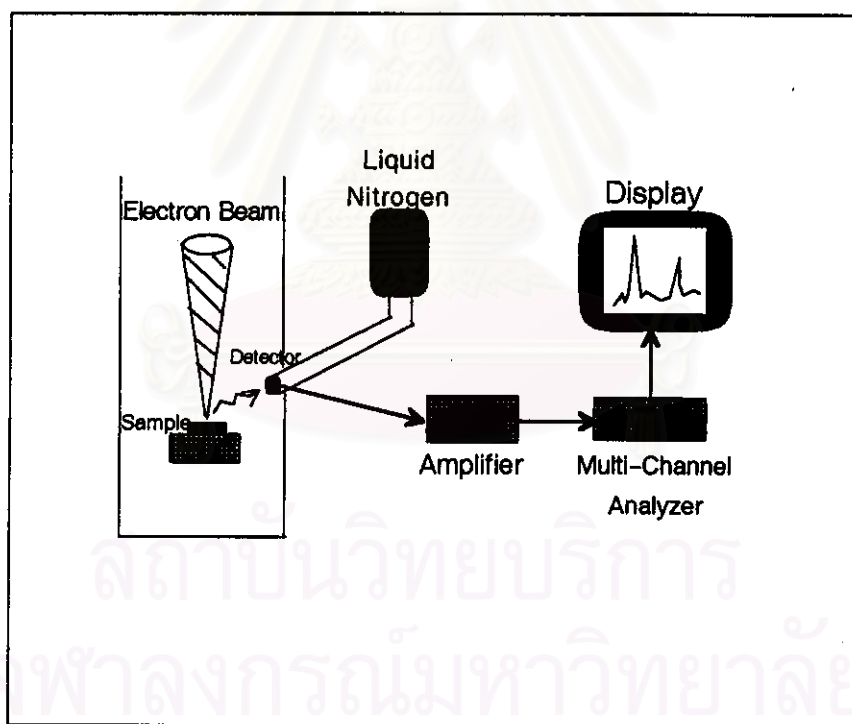 Liquid
Nitrogen
Display
Electron Beam
Detector
Sample
Amplifier
Multi-Channel
Analyzer
สถาบันวิทยบริการ
จุฬาลงกรณ์มหาวิทยาลัย